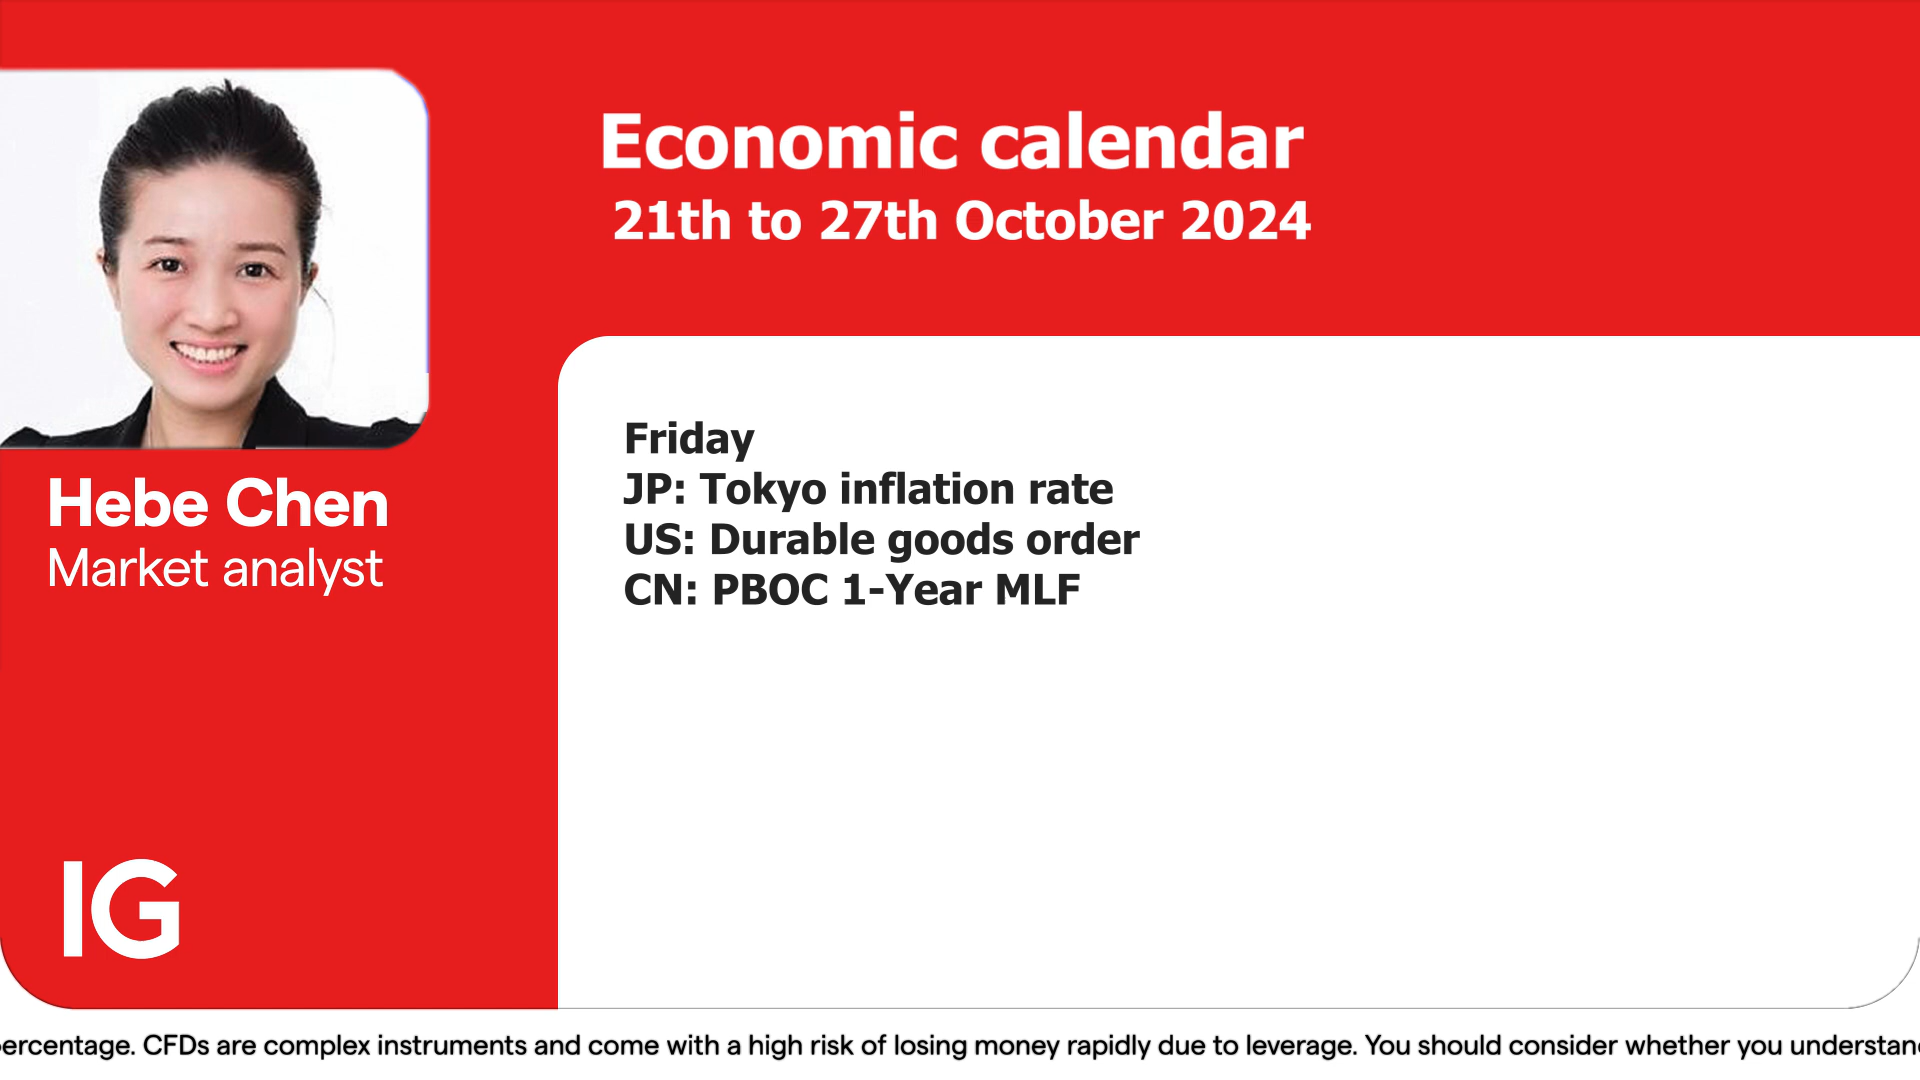 Economic calendar
21th to 27th October 2024
Hebe Chen
Market analyst
Friday
JP: Tokyo inflation rate
US: Durable goods order
CN: PBOC 1-Year MLF
IG
percentage. CFDs are complex instruments and come with a high risk of losing money rapidly due to leverage. You should consider whether you